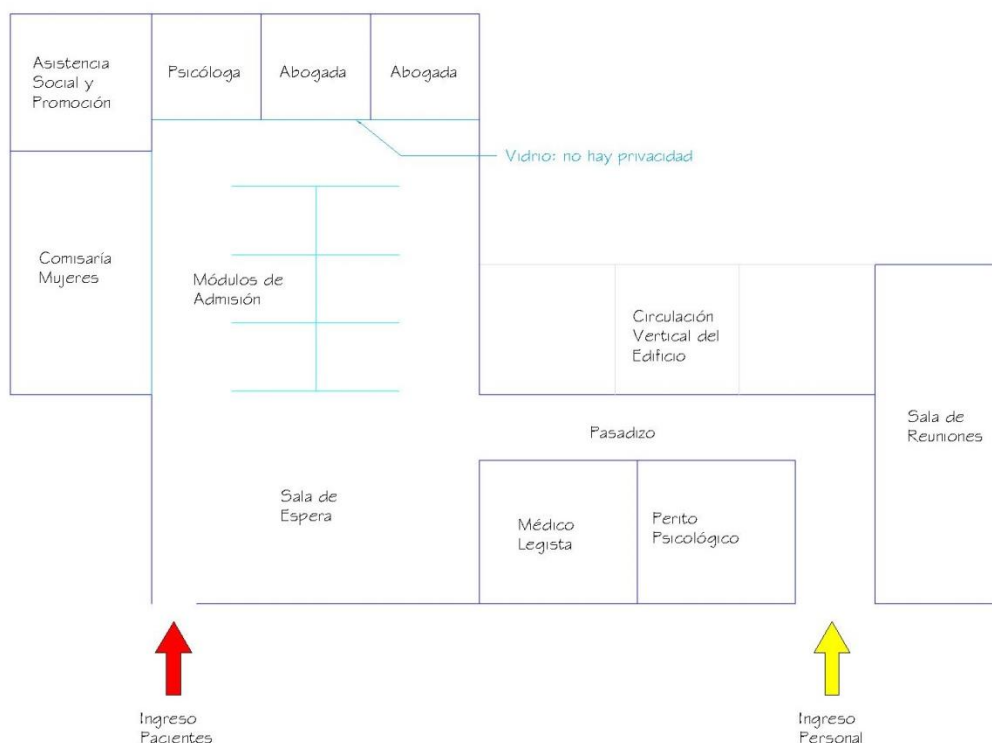 Asistencia
Social y
Promoción
Psicóloga
Abogada
Abogada
Vidrio: no hay privacidad
Comisaría
Mujeres
Módulos de
Admisión
Circulación
Vertical del
Edificio
Sala de
Reuniones
Pasadizo
Sala de
Espera
Médico
Legista
Perito
Psicológico
Ingreso
Pacientes
Ingreso
Personal